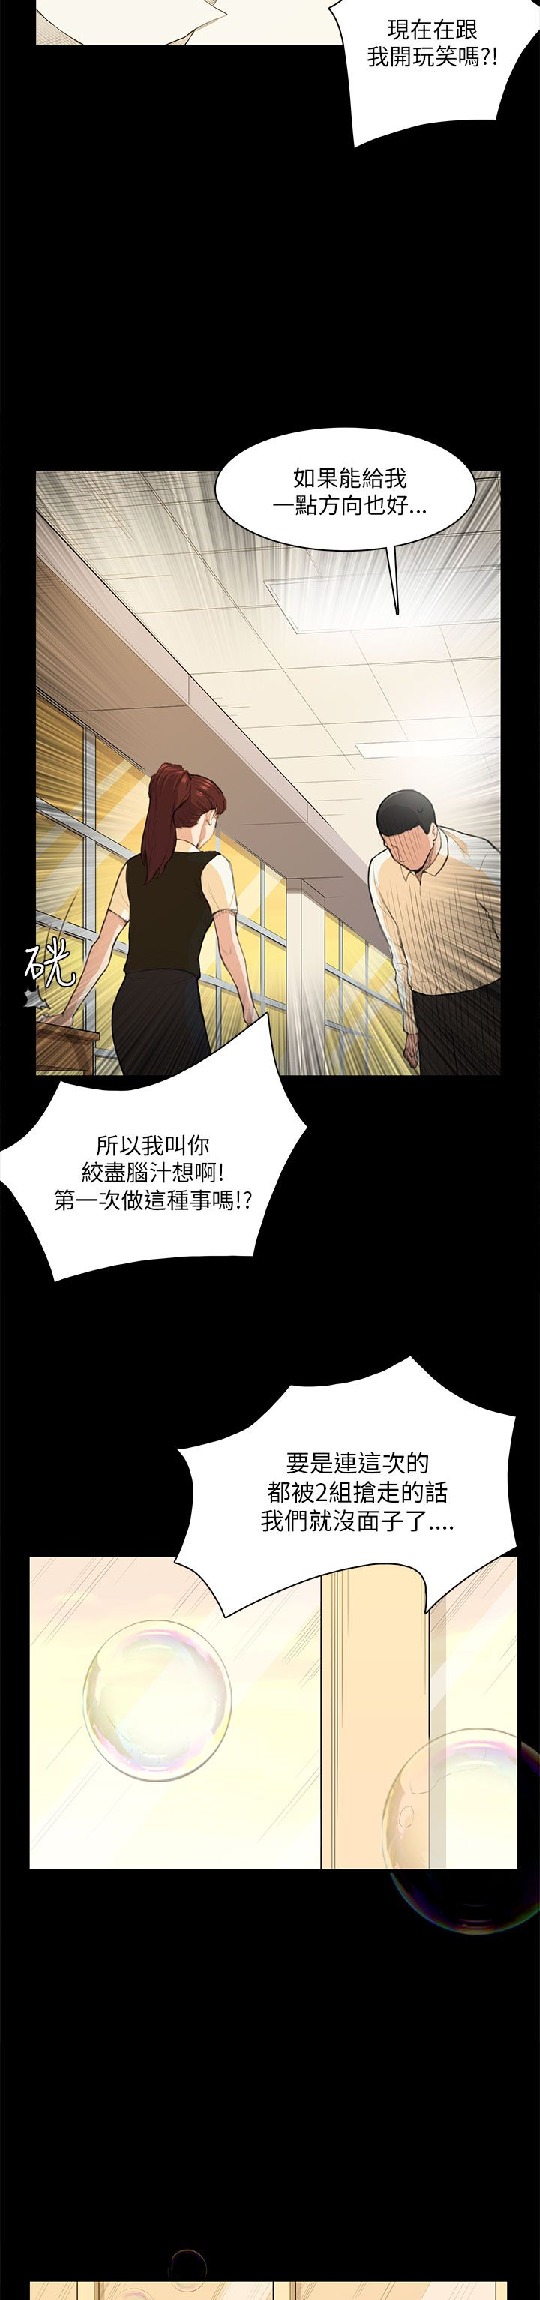 現在在跟
我開玩笑嗎?!
如果能給我
一點方向也好...
砊
所以我叫你
絞盡腦汁想啊!
第一次做這種事嗎!?
要是連這次的
都被2組搶走的話
我們就沒面子了....